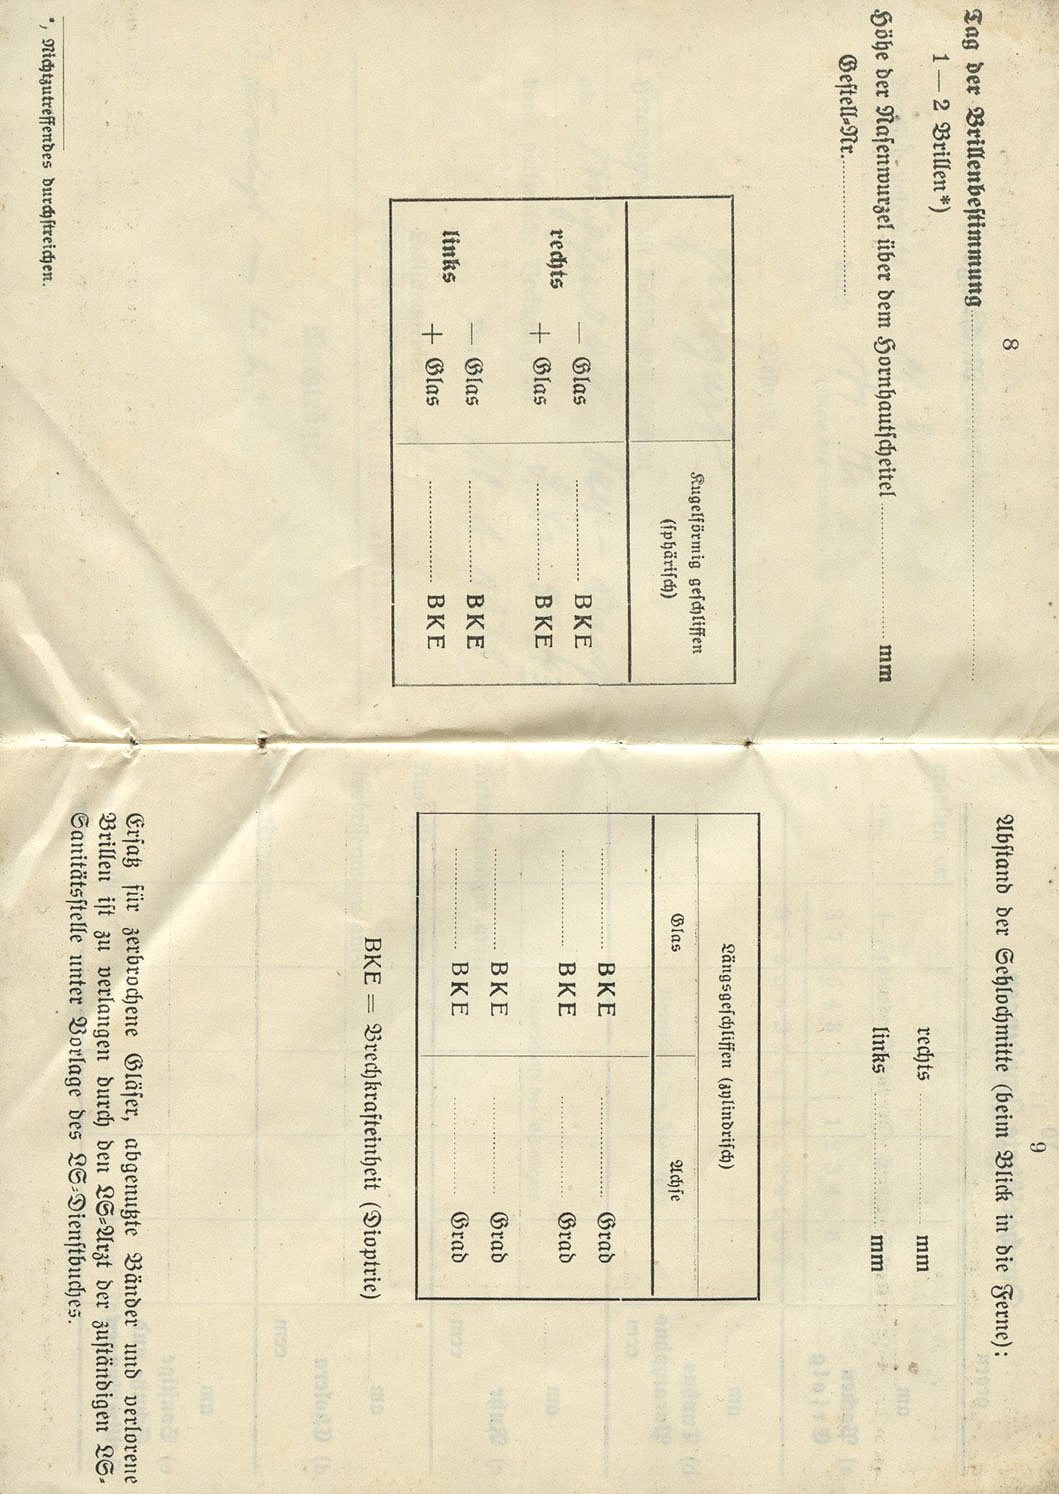 8
Tag der Brillenbestimmung
1 — 2 Brillen*)
Höhe der Nasenwurzel über dem Hornhautscheitel mm
Gestell-Nr.
Kugelförmig geschliffen
(sphärisch)
rechts
— Glas BKE
+ Glas BKE
links
— Glas BKE
+ Glas BKE
*, Nichtzutreffendes durchstreichen.
9
Abstand der Sehlochmitte (beim Blick in die Ferne):
rechts mm
links mm
Längsgeschliffen (zylindrisch)
Glas Achse
BKE Grad
BKE Grad
BKE Grad
BKE Grad
BKE = Brechkrafteinheit (Dioptrie)
Ersatz für zerbrochene Gläser, abgenutzte Bänder und verlorene
Brillen ist zu verlangen durch den LS-Arzt der zuständigen LS-
Sanitätsstelle unter Vorlage des LS-Dienstbuches.